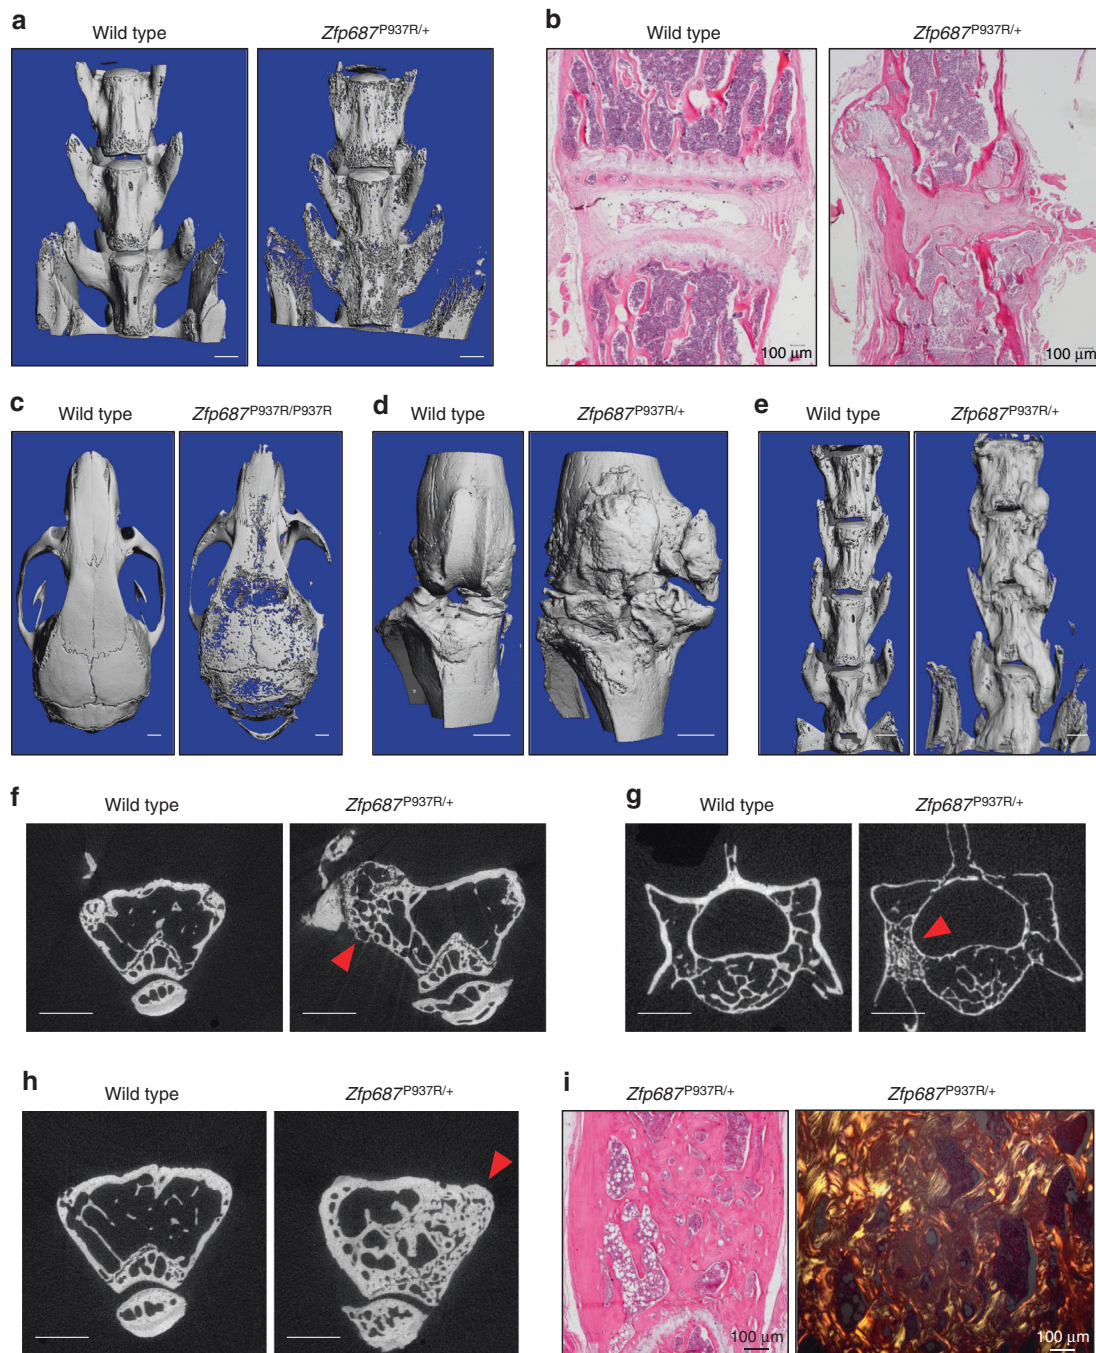 a
Wild type
Zfp687P937R/+
b
Wild type
Zfp687P937R/+
100 µm
100 µm
c
Wild type
Zfp687P937R/P937R
d
Wild type
Zfp687P937R/+
e
Wild type
Zfp687P937R/+
f
Wild type
Zfp687P937R/+
g
Wild type
Zfp687P937R/+
h
Wild type
Zfp687P937R/+
i
Zfp687P937R/+
Zfp687P937R/+
100 µm
100 µm